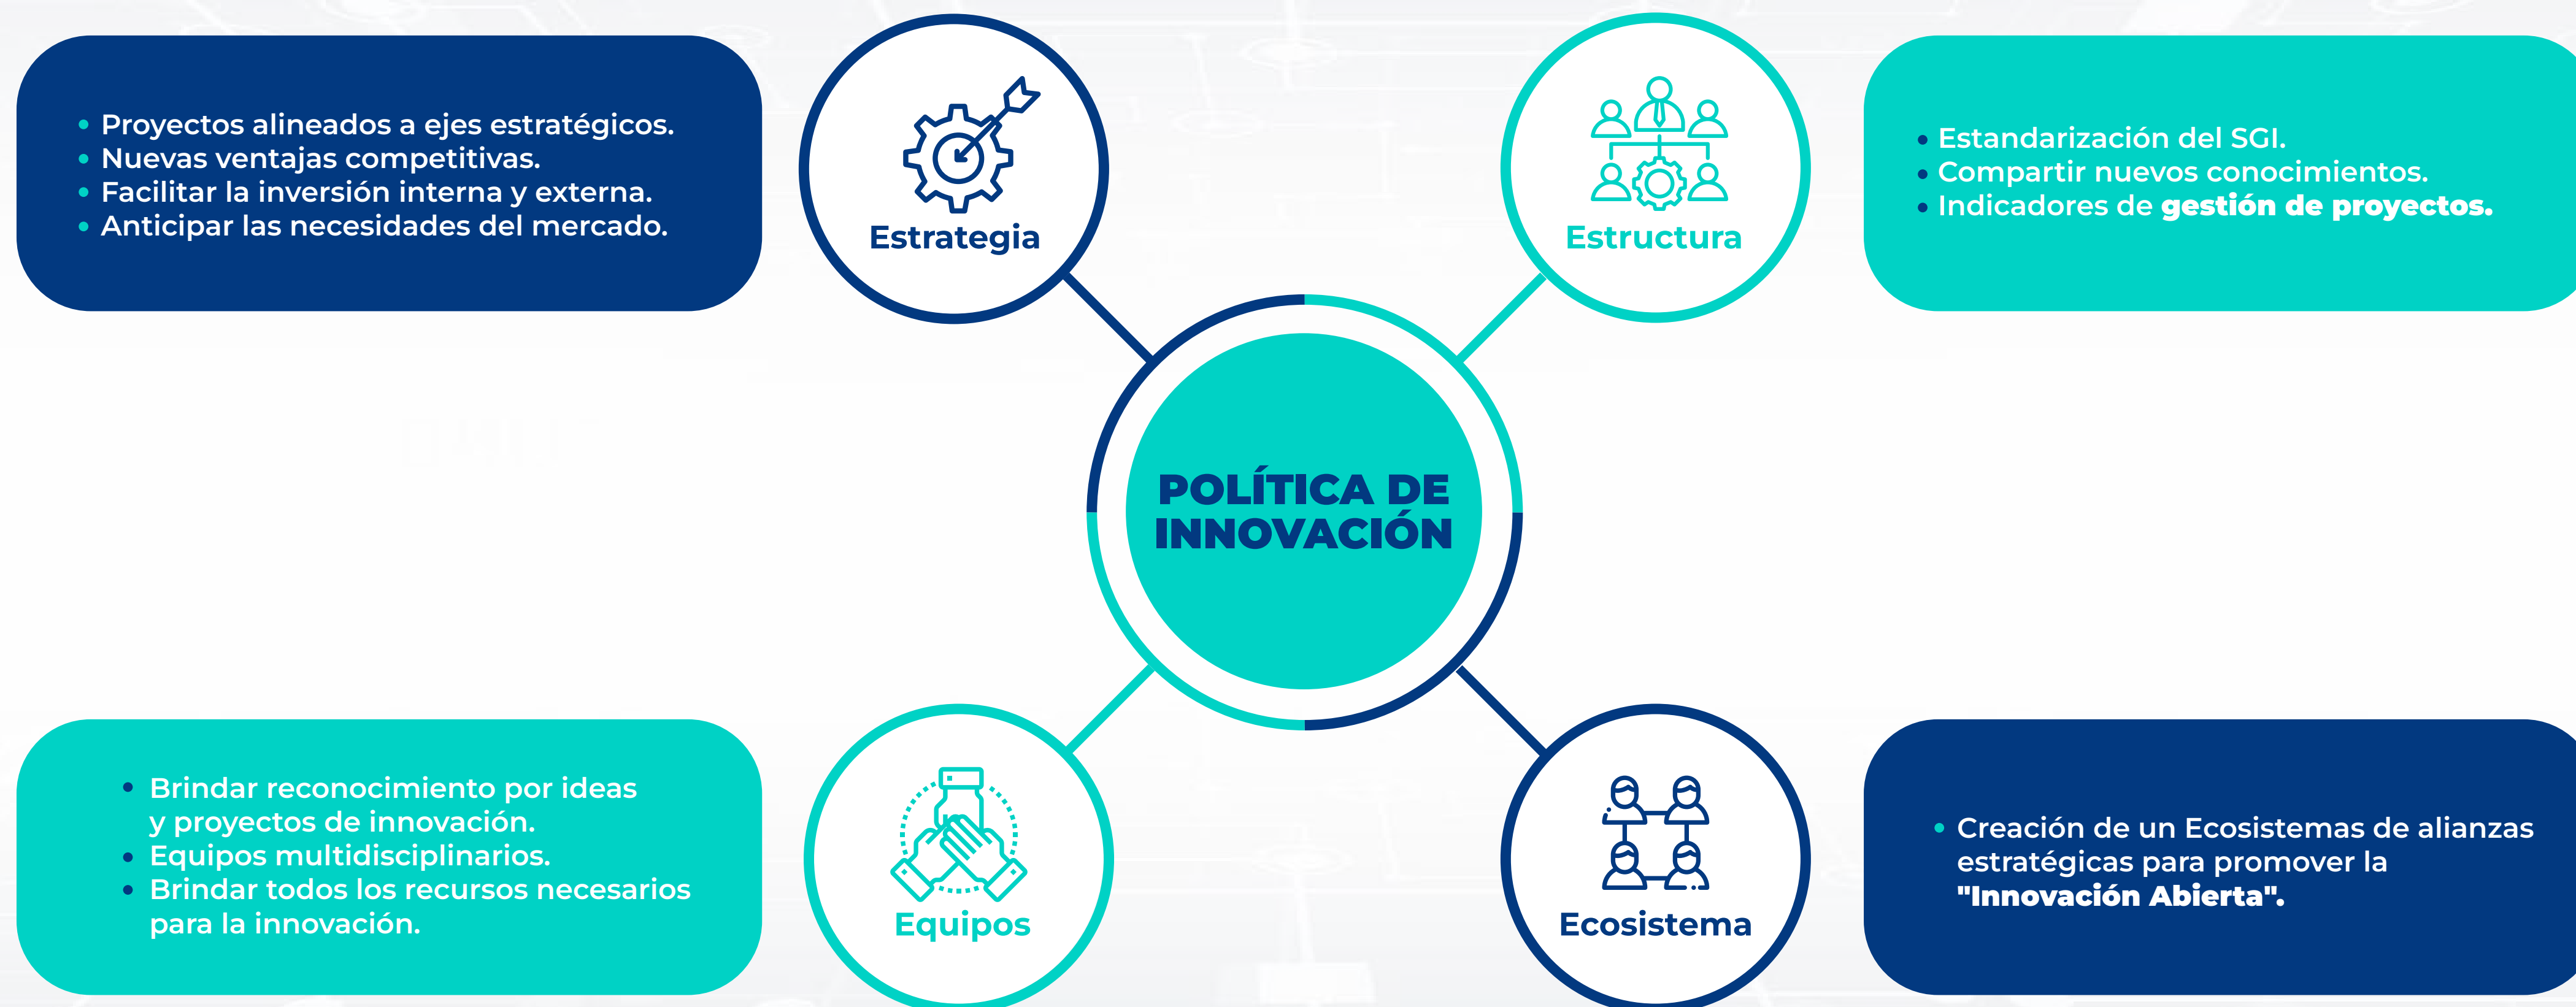 • Proyectos alineados a ejes estratégicos.
• Nuevas ventajas competitivas.
• Facilitar la inversión interna y externa.
• Anticipar las necesidades del mercado.
Estrategia
Estructura
• Estandarización del SGI.
• Compartir nuevos conocimientos.
• Indicadores de gestión de proyectos.
POLÍTICA DE
INNOVACIÓN
• Brindar reconocimiento por ideas
y proyectos de innovación.
• Equipos multidisciplinarios.
• Brindar todos los recursos necesarios
para la innovación.
Equipos
Ecosistema
• Creación de un Ecosistemas de alianzas
estratégicas para promover la
"Innovación Abierta".